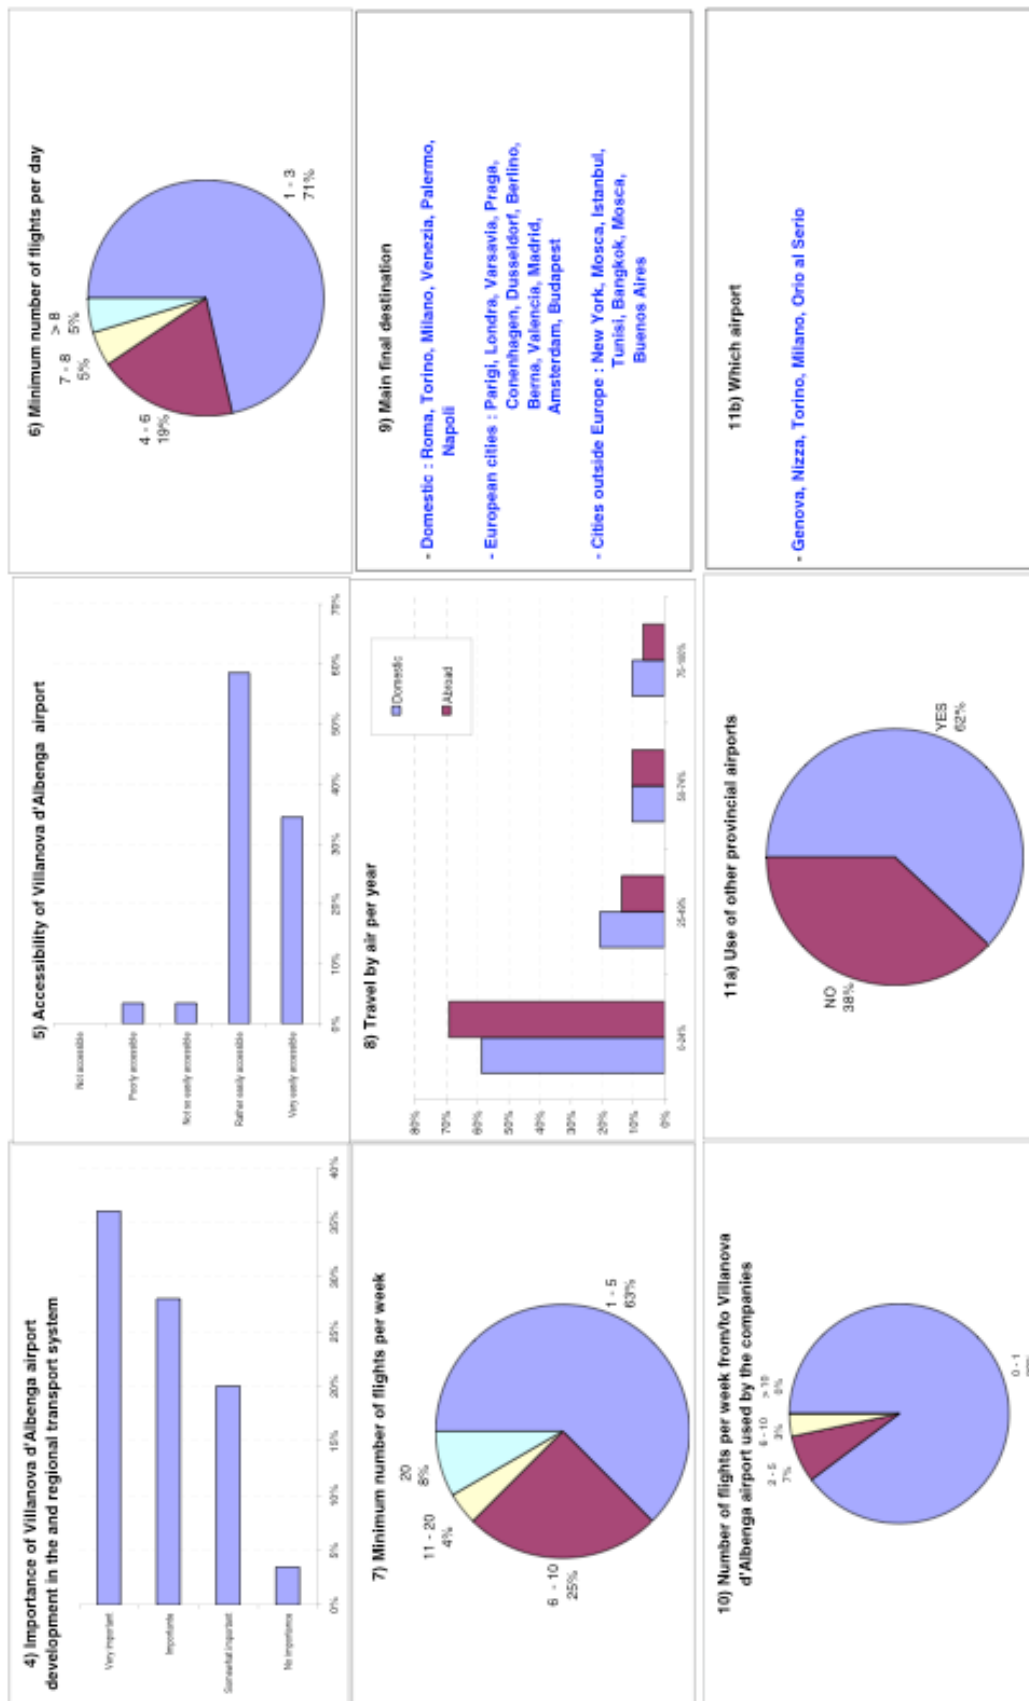 4) Importance of Villanova d'Albenga airport
development in the and regional transport system
Very important
Importante
Somewhat important
No importance
0%
5%
10%
15%
20%
25%
30%
35%
40%
5) Accessibility of Villanova d'Albenga airport
Not accessible
Poorly accessible
Not so easily accessible
Rather easily accessible
Very easily accessible
0%
10%
20%
30%
40%
50%
60%
70%
6) Minimum number of flights per day
> 8
5%
7 - 8
5%
4 - 6
19%
1 - 3
71%
7) Minimum number of flights per week
20
8%
11 - 20
4%
6 - 10
25%
1 - 5
63%
8) Travel by air per year
80%
70%
60%
50%
40%
30%
20%
10%
0%
0-24%
25-49%
50-74%
75-100%
Domestic
Abroad
9) Main final destination
- Domestic : Roma, Torino, Milano, Venezia, Palermo,
Napoli
- European cities : Parigi, Londra, Varsavia, Praga,
Conenhagen, Dusseldorf, Berlino,
Berna, Valencia, Madrid,
Amsterdam, Budapest
- Cities outside Europe : New York, Mosca, Istanbul,
Tunisi, Bangkok, Mosca,
Buenos Aires
10) Number of flights per week from/to Villanova
d'Albenga airport used by the companies
> 10
0%
6 - 10
3%
2 - 5
7%
0 - 1
11a) Use of other provincial airports
NO
38%
YES
62%
11b) Which airport
- Genova, Nizza, Torino, Milano, Orio al Serio